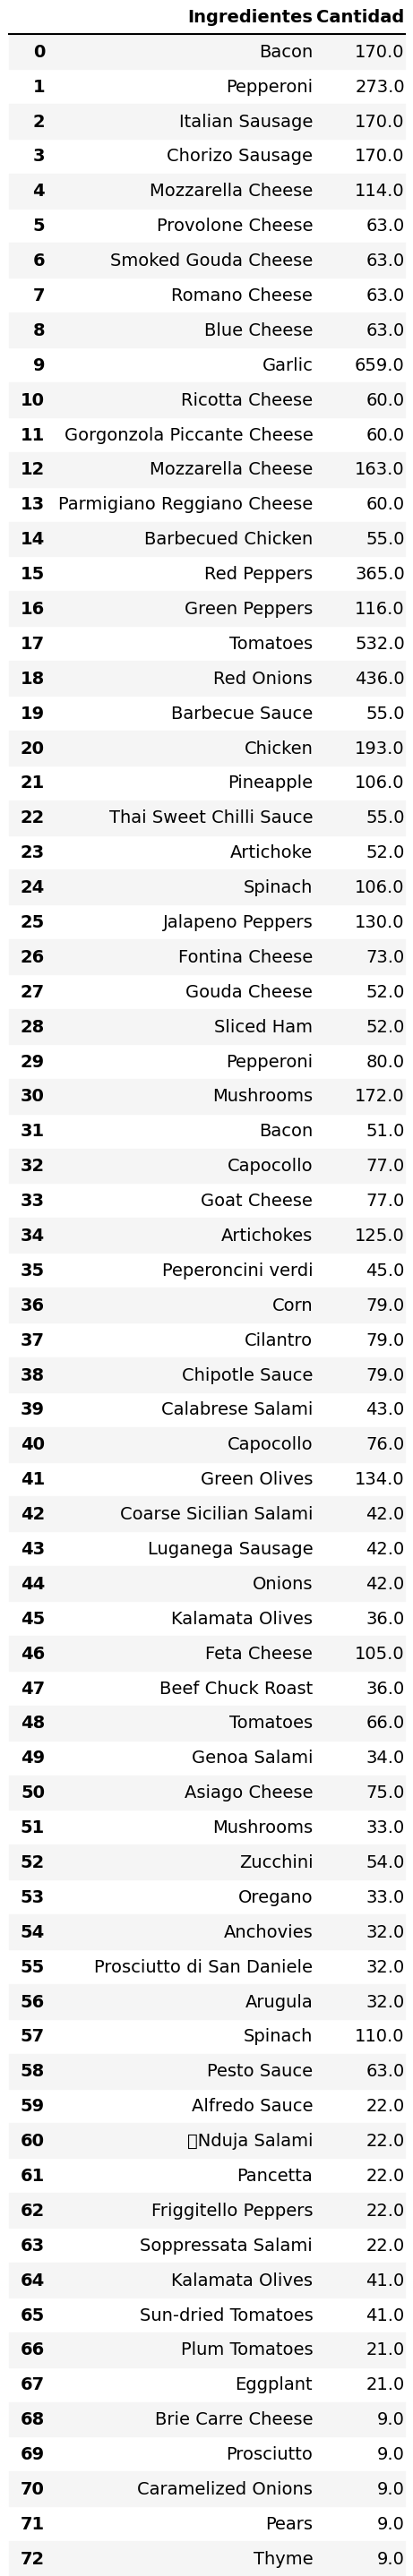 Ingredientes Cantidad
0 Bacon 170.0
1 Pepperoni 273.0
2 Italian Sausage 170.0
3 Chorizo Sausage 170.0
4 Mozzarella Cheese 114.0
5 Provolone Cheese 63.0
6 Smoked Gouda Cheese 63.0
7 Romano Cheese 63.0
8 Blue Cheese 63.0
9 Garlic 659.0
10 Ricotta Cheese 60.0
11 Gorgonzola Piccante Cheese 60.0
12 Mozzarella Cheese 163.0
13 Parmigiano Reggiano Cheese 60.0
14 Barbecued Chicken 55.0
15 Red Peppers 365.0
16 Green Peppers 116.0
17 Tomatoes 532.0
18 Red Onions 436.0
19 Barbecue Sauce 55.0
20 Chicken 193.0
21 Pineapple 106.0
22 Thai Sweet Chilli Sauce 55.0
23 Artichoke 52.0
24 Spinach 106.0
25 Jalapeno Peppers 130.0
26 Fontina Cheese 73.0
27 Gouda Cheese 52.0
28 Sliced Ham 52.0
29 Pepperoni 80.0
30 Mushrooms 172.0
31 Bacon 51.0
32 Capocollo 77.0
33 Goat Cheese 77.0
34 Artichokes 125.0
35 Peperoncini verdi 45.0
36 Corn 79.0
37 Cilantro 79.0
38 Chipotle Sauce 79.0
39 Calabrese Salami 43.0
40 Capocollo 76.0
41 Green Olives 134.0
42 Coarse Sicilian Salami 42.0
43 Luganega Sausage 42.0
44 Onions 42.0
45 Kalamata Olives 36.0
46 Feta Cheese 105.0
47 Beef Chuck Roast 36.0
48 Tomatoes 66.0
49 Genoa Salami 34.0
50 Asiago Cheese 75.0
51 Mushrooms 33.0
52 Zucchini 54.0
53 Oregano 33.0
54 Anchovies 32.0
55 Prosciutto di San Daniele 32.0
56 Arugula 32.0
57 Spinach 110.0
58 Pesto Sauce 63.0
59 Alfredo Sauce 22.0
60 Nduja Salami 22.0
61 Pancetta 22.0
62 Friggitello Peppers 22.0
63 Soppressata Salami 22.0
64 Kalamata Olives 41.0
65 Sun-dried Tomatoes 41.0
66 Plum Tomatoes 21.0
67 Eggplant 21.0
68 Brie Carre Cheese 9.0
69 Prosciutto 9.0
70 Caramelized Onions 9.0
71 Pears 9.0
72 Thyme 9.0